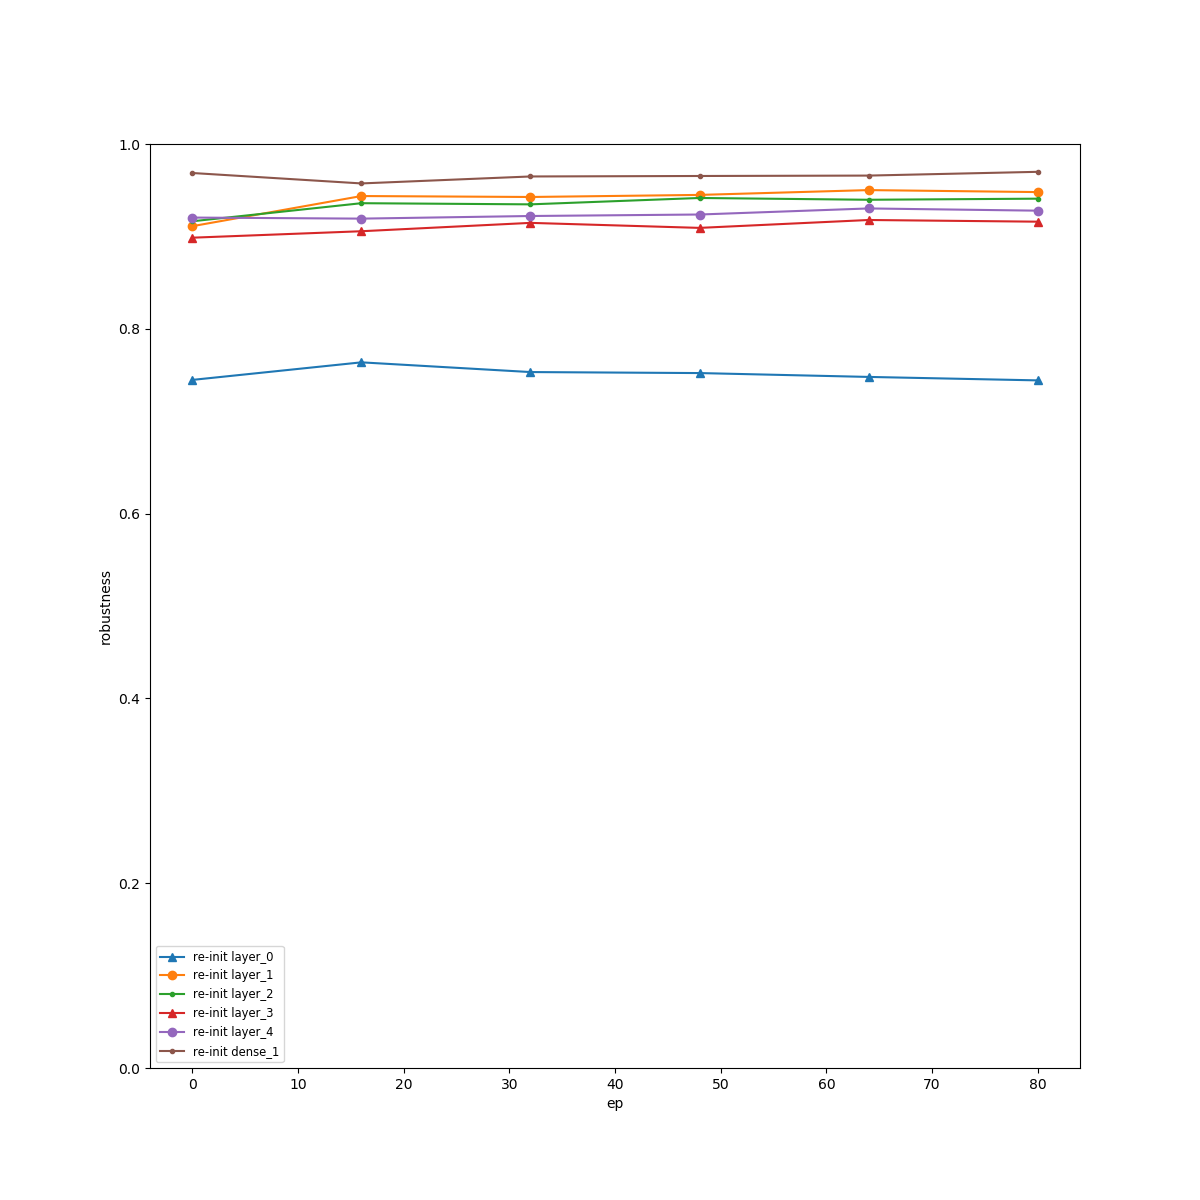 1.0
0.8
0.6
0.4
0.2
0.0
robustness
re-init layer_0
re-init layer_1
re-init layer_2
re-init layer_3
re-init layer_4
re-init dense_1
0 10 20 30 40 50 60 70 80
ep